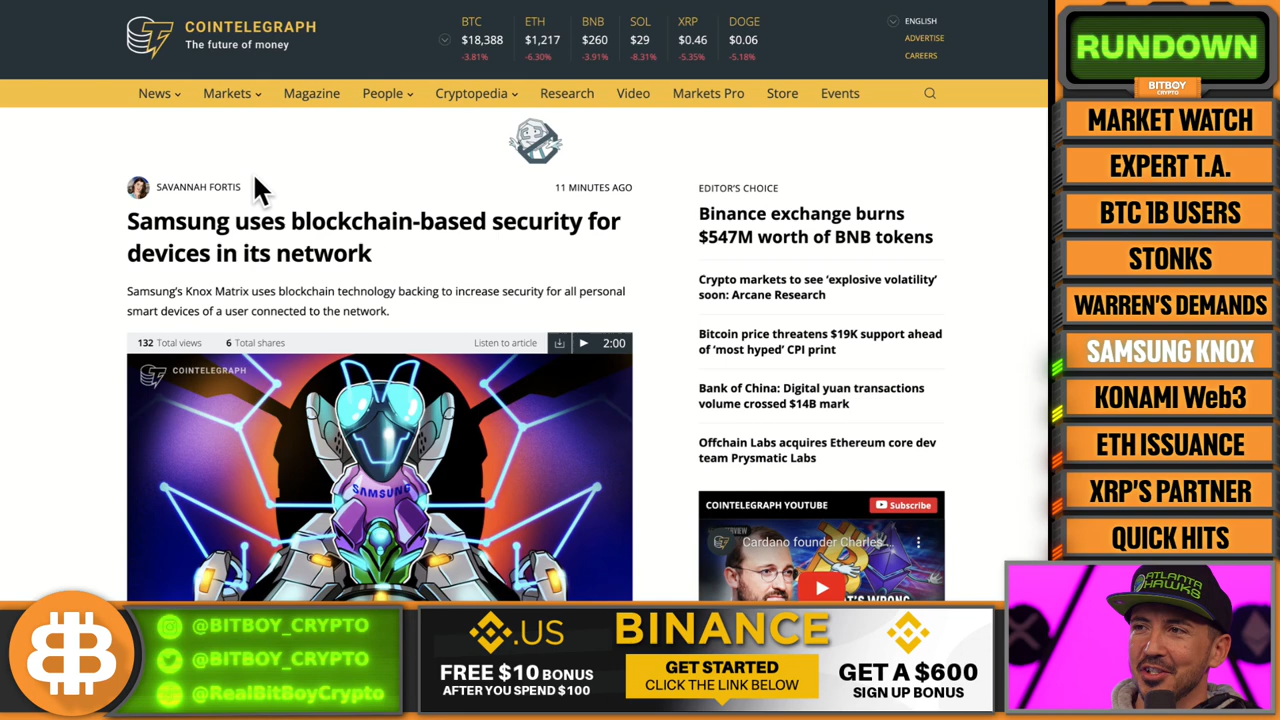 COINTELEGRAPH
The future of money
BTC ETH BNB SOL XRP DOGE
$18,388 $1,217 $260 $29 $0.46 $0.06
-3.81% -6.30% -3.91% -8.31% -5.35% -5.18%
ENGLISH
ADVERTISE
CAREERS
News Markets Magazine People Cryptopedia Research Video Markets Pro Store Events
SAVANNAH FORTIS
11 MINUTES AGO
Samsung uses blockchain-based security for
devices in its network
Samsung's Knox Matrix uses blockchain technology backing to increase security for all personal
smart devices of a user connected to the network.
132 Total views 6 Total shares Listen to article 2:00
COINTELEGRAPH
SAMSUNG
EDITOR'S CHOICE
Binance exchange burns
$547M worth of BNB tokens
Crypto markets to see 'explosive volatility'
soon: Arcane Research
Bitcoin price threatens $19K support ahead
of 'most hyped' CPI print
Bank of China: Digital yuan transactions
volume crossed $14B mark
Offchain Labs acquires Ethereum core dev
team Prysmatic Labs
COINTELEGRAPH YOUTUBE
Subscribe
Cardano founder Charles...
RUNDOWN
BITBOY
CRYPTO
MARKET WATCH
EXPERT T.A.
BTC 1B USERS
STONKS
WARREN'S DEMANDS
SAMSUNG KNOX
KONAMI Web3
ETH ISSUANCE
XRP'S PARTNER
QUICK HITS
ATLANTA
HAWKS
@BITBOY_CRYPTO
@BITBOY_CRYPTO
@RealBitBoyCrypto
.US
FREE $10 BONUS
AFTER YOU SPEND $100
BINANCE
GET STARTED
CLICK THE LINK BELOW
GET A $600
SIGN UP BONUS